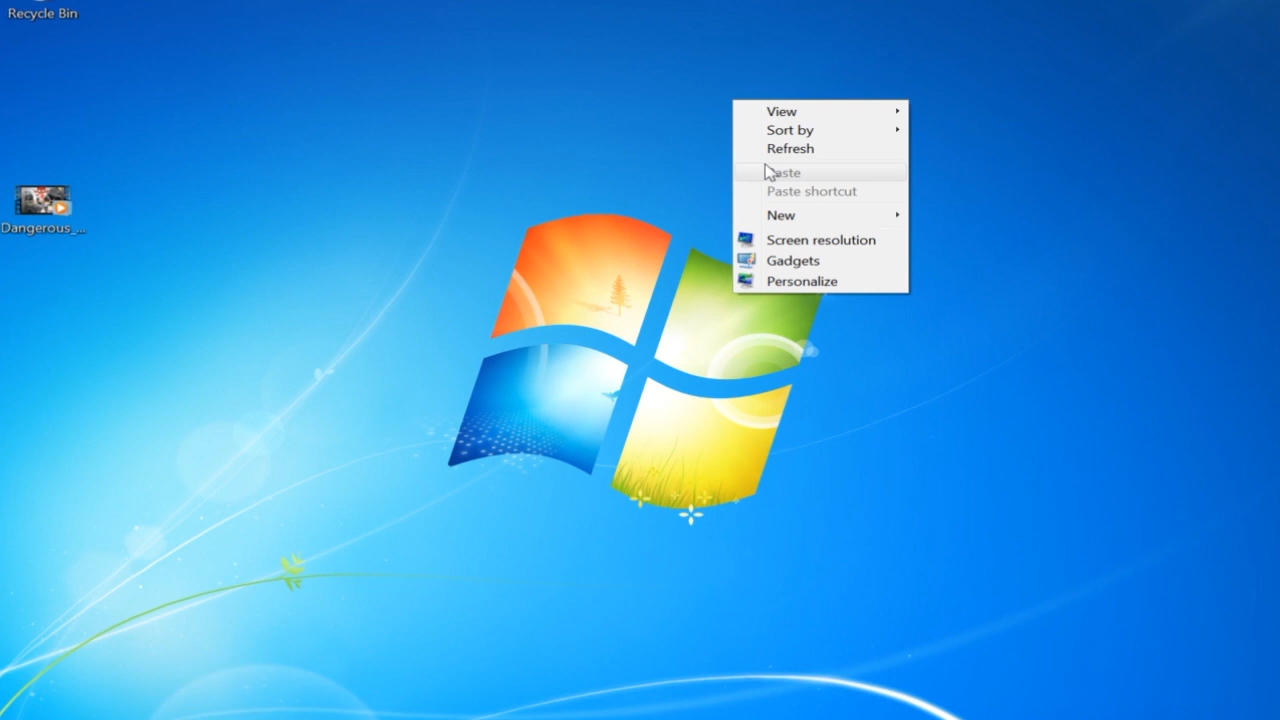 Recycle Bin
Dangerous_...
View
Sort by
Refresh
aste
Paste shortcut
New
Screen resolution
Gadgets
Personalize